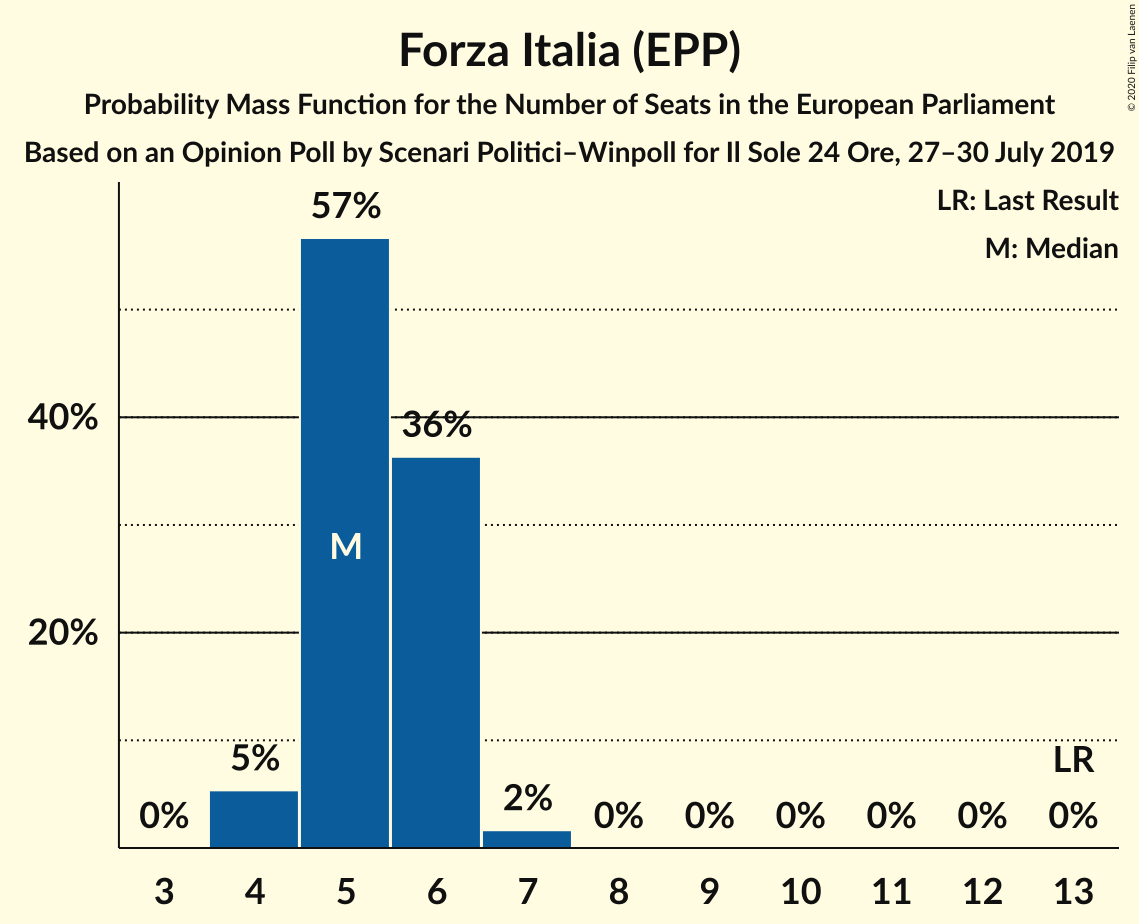 Forza Italia (EPP)
Probability Mass Function for the Number of Seats in the European Parliament
Based on an Opinion Poll by Scenari Politici–Winpoll for Il Sole 24 Ore, 27–30 July 2019
© 2020 Filip van Laenen
LR: Last Result
M: Median
57%
40%
36%
M
20%
5%
LR
0%
2%
0%
0%
0%
0%
0%
0%
3 4 5 6 7 8 9 10 11 12 13